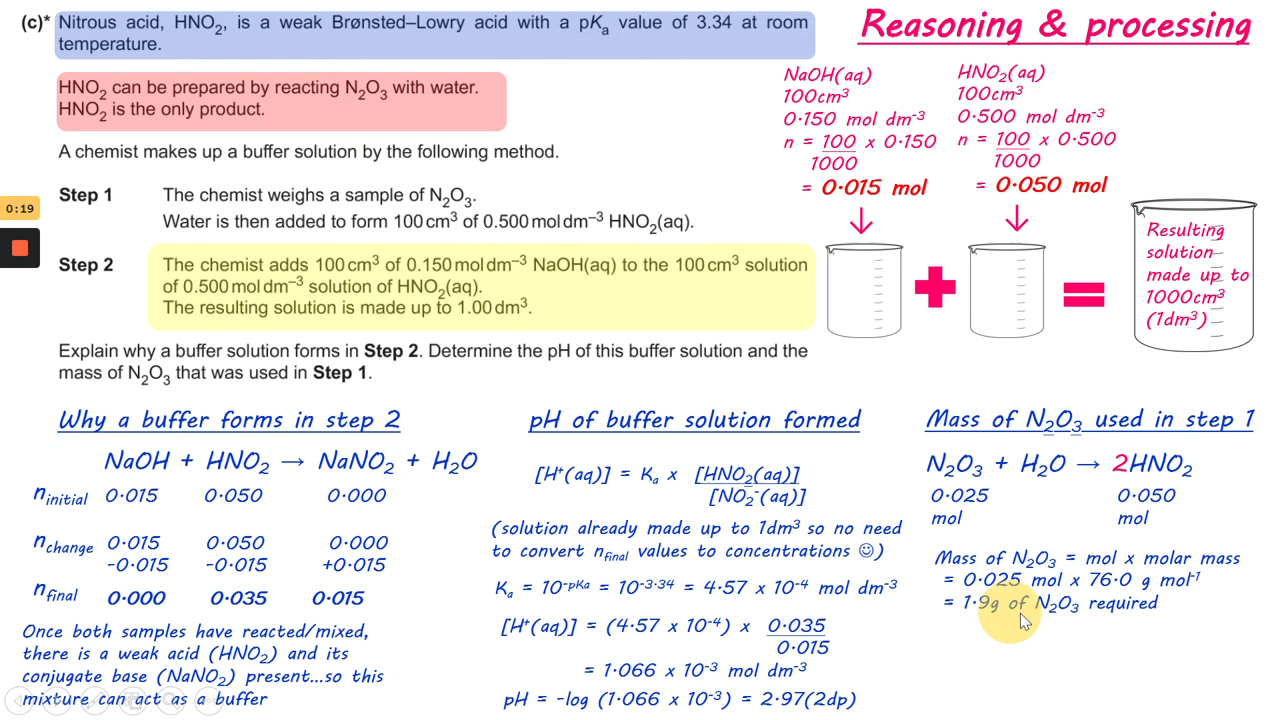 (c)* Nitrous acid, HNO₂, is a weak Brønsted–Lowry acid with a pKₐ value of 3.34 at room
temperature.
HNO₂ can be prepared by reacting N₂O₃ with water.
HNO₂ is the only product.
A chemist makes up a buffer solution by the following method.
Step 1 The chemist weighs a sample of N₂O₃.
Water is then added to form 100 cm³ of 0.500 mol dm⁻³ HNO₂(aq).
Step 2 The chemist adds 100 cm³ of 0.150 mol dm⁻³ NaOH(aq) to the 100 cm³ solution
of 0.500 mol dm⁻³ solution of HNO₂(aq).
The resulting solution is made up to 1.00 dm³.
Explain why a buffer solution forms in Step 2. Determine the pH of this buffer solution and the
mass of N₂O₃ that was used in Step 1.
0:19
Reasoning & processing
NaOH(aq)
100cm³
0·150 mol dm⁻³
n = 100 x 0·150
1000
= 0·015 mol
HNO₂(aq)
100cm³
0·500 mol dm⁻³
n = 100 x 0·500
1000
= 0·050 mol
Resulting
solution
made up to
1000cm³
(1dm³)
Why a buffer forms in step 2
NaOH + HNO₂ → NaNO₂ + H₂O
n initial 0·015 0·050 0·000
n change 0·015 0·050 0·000
-0·015 -0·015 +0·015
n final 0·000 0·035 0·015
Once both samples have reacted/mixed,
there is a weak acid (HNO₂) and its
conjugate base (NaNO₂) present...so this
mixture can act as a buffer
pH of buffer solution formed
[H⁺(aq)] = Kₐ x [HNO₂(aq)]
[NO₂⁻(aq)]
(solution already made up to 1dm³ so no need
to convert n final values to concentrations ☺)
Kₐ = 10⁻ᵖᴷᵃ = 10⁻³·³⁴ = 4·57 x 10⁻⁴ mol dm⁻³
[H⁺(aq)] = (4·57 x 10⁻⁴) x 0·035
0·015
= 1·066 x 10⁻³ mol dm⁻³
pH = -log (1·066 x 10⁻³) = 2·97(2dp)
Mass of N₂O₃ used in step 1
N₂O₃ + H₂O → 2HNO₂
0·025 0·050
mol mol
Mass of N₂O₃ = mol x molar mass
= 0·025 mol x 76·0 g mol⁻¹
= 1·9g of N₂O₃ required